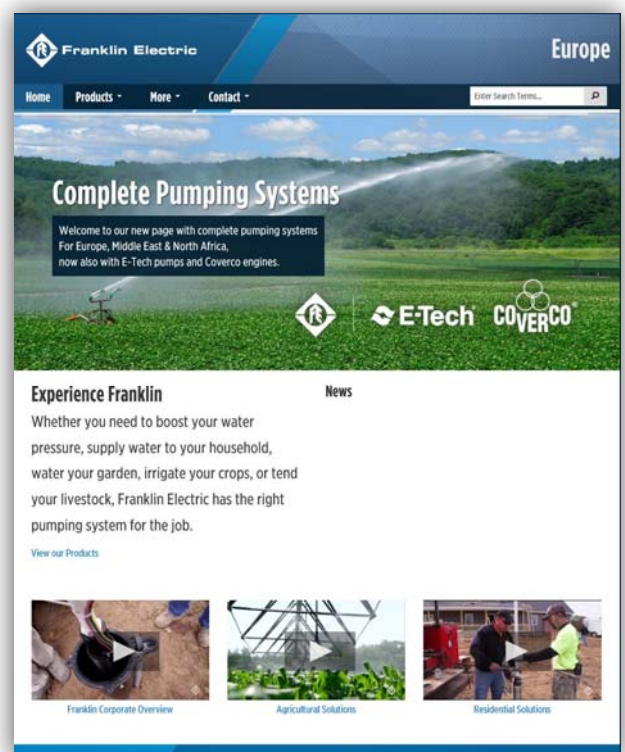 Franklin Electric
Europe
Home Products More Contact
Enter Search Terms...
Complete Pumping Systems
Welcome to our new page with complete pumping systems
For Europe, Middle East & North Africa,
now also with E-Tech pumps and Coverco engines.
E-Tech COVERCO
Experience Franklin
Whether you need to boost your water
pressure, supply water to your household,
water your garden, irrigate your crops, or tend
your livestock, Franklin Electric has the right
pumping system for the job.
View our Products
News
Franklin Corporate Overview
Agricultural Solutions
Residential Solutions